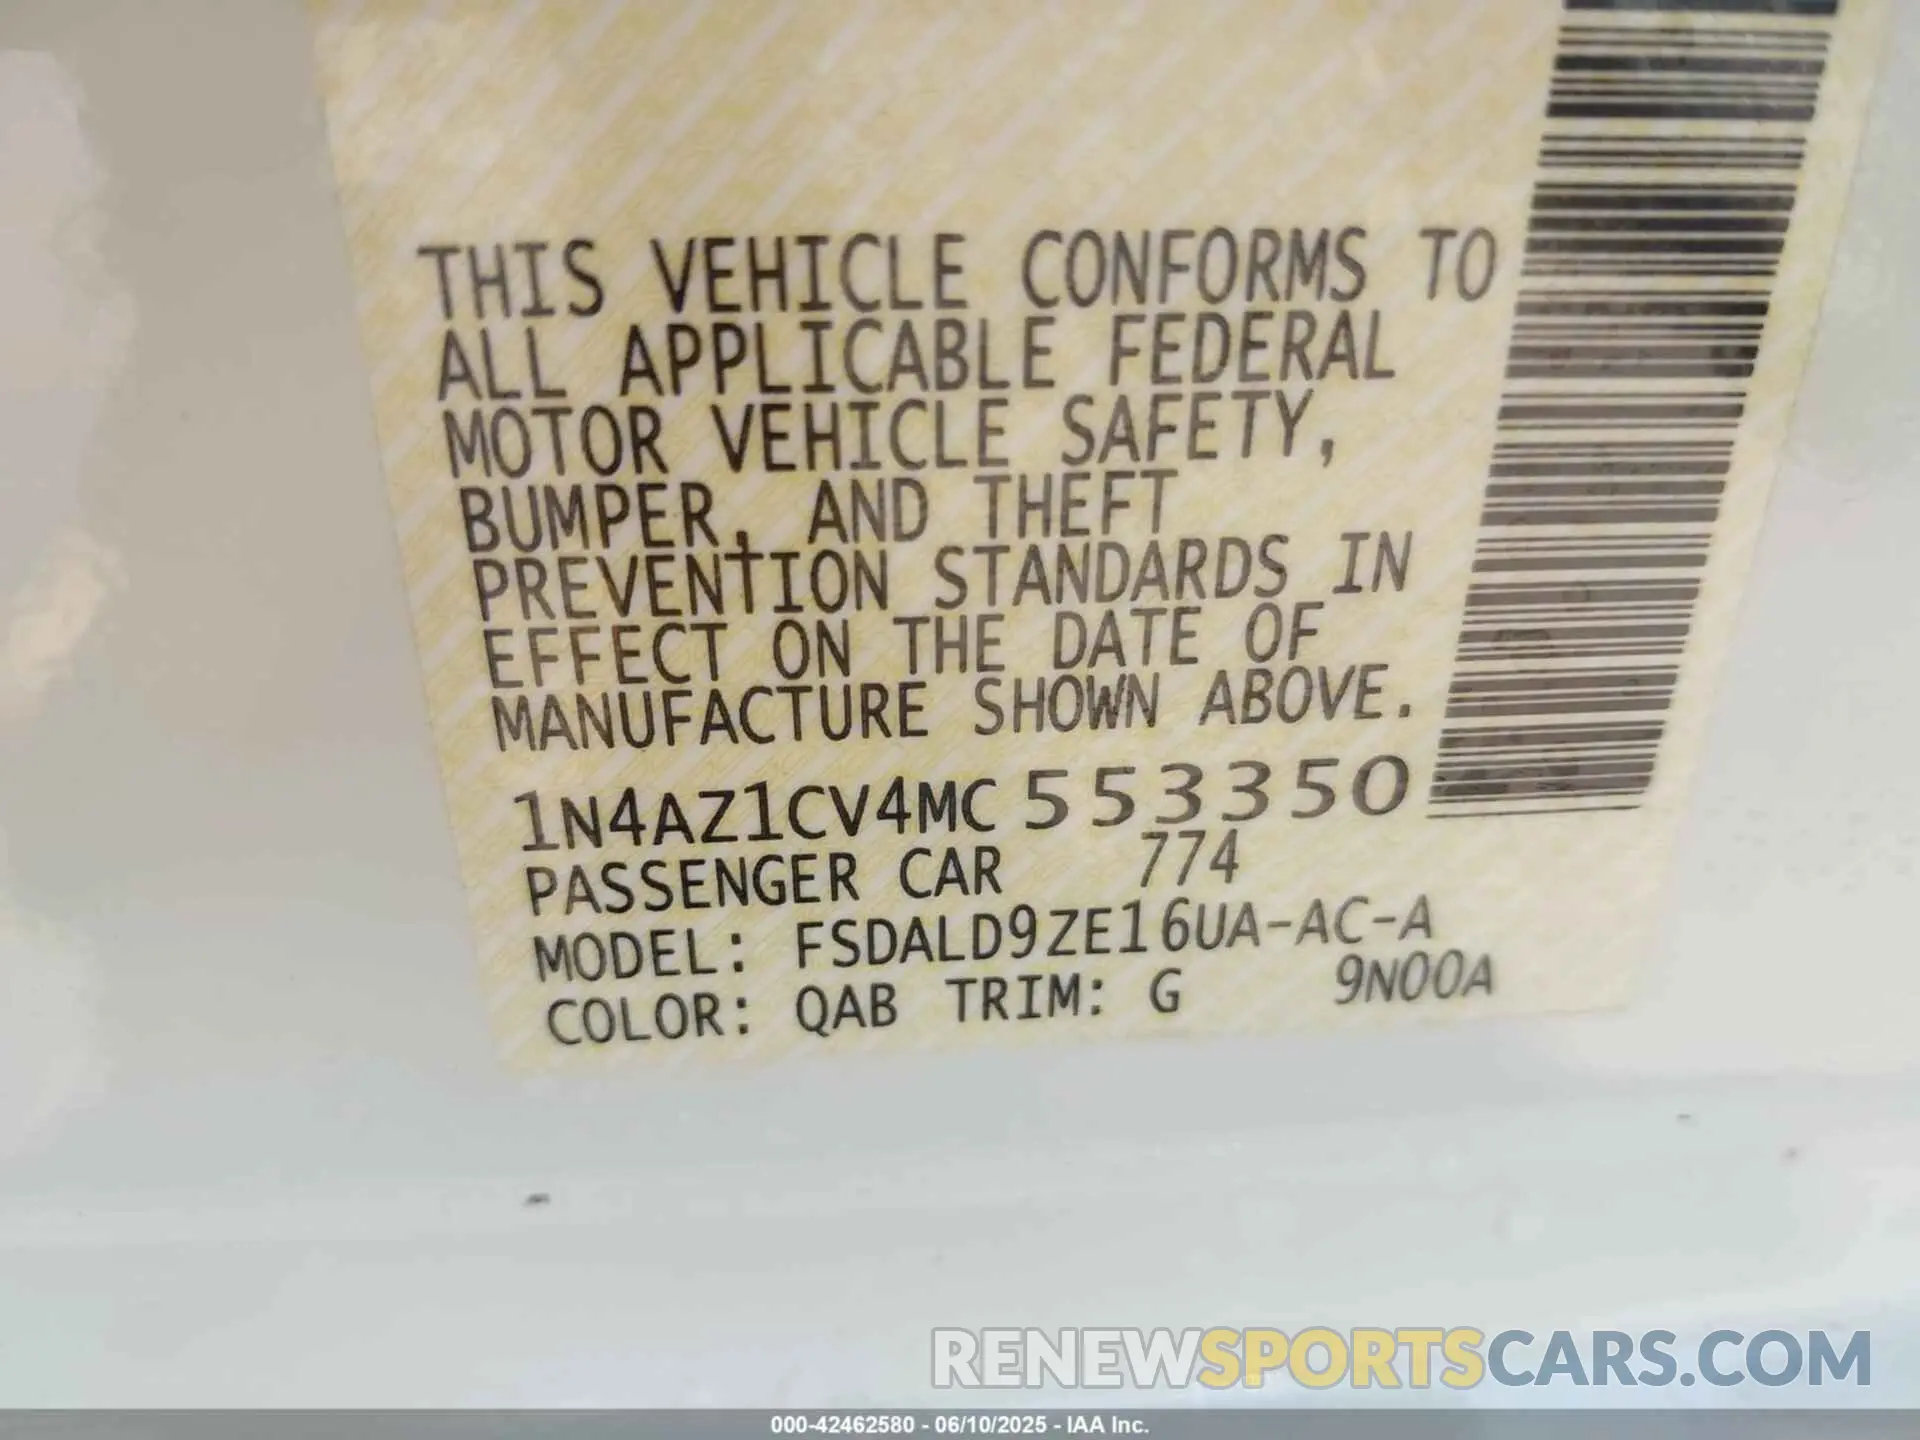 THIS VEHICLE CONFORMS TO
ALL APPLICABLE FEDERAL
MOTOR VEHICLE SAFETY,
BUMPER, AND THEFT
PREVENTION STANDARDS IN
EFFECT ON THE DATE OF
MANUFACTURE SHOWN ABOVE.
1N4AZ1CV4MC553350
PASSENGER CAR 774
MODEL: FSDALD9ZE16UA-AC-A
COLOR: QAB TRIM: G 9N00A
RENEWSPORTSCARS.COM
000-42462580 - 06/10/2025 - IAA Inc.